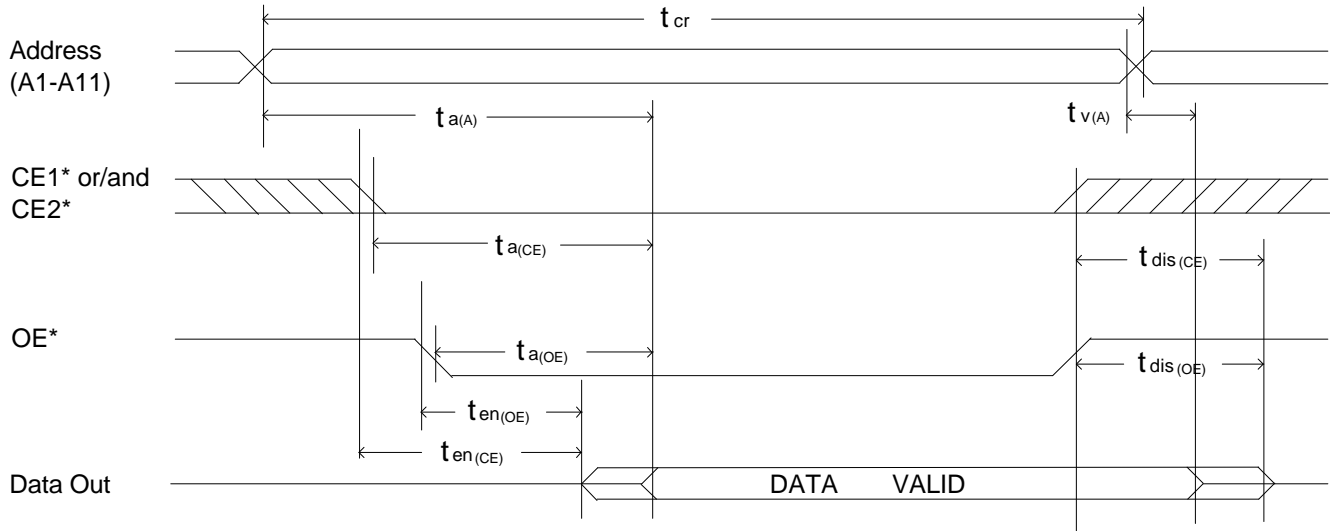 t cr
Address
(A1-A11)
t a(A)
t v(A)
CE1* or/and
CE2*
t a(CE)
t dis(CE)
OE*
t a(OE)
t dis(OE)
t en(OE)
t en(CE)
Data Out
DATA VALID